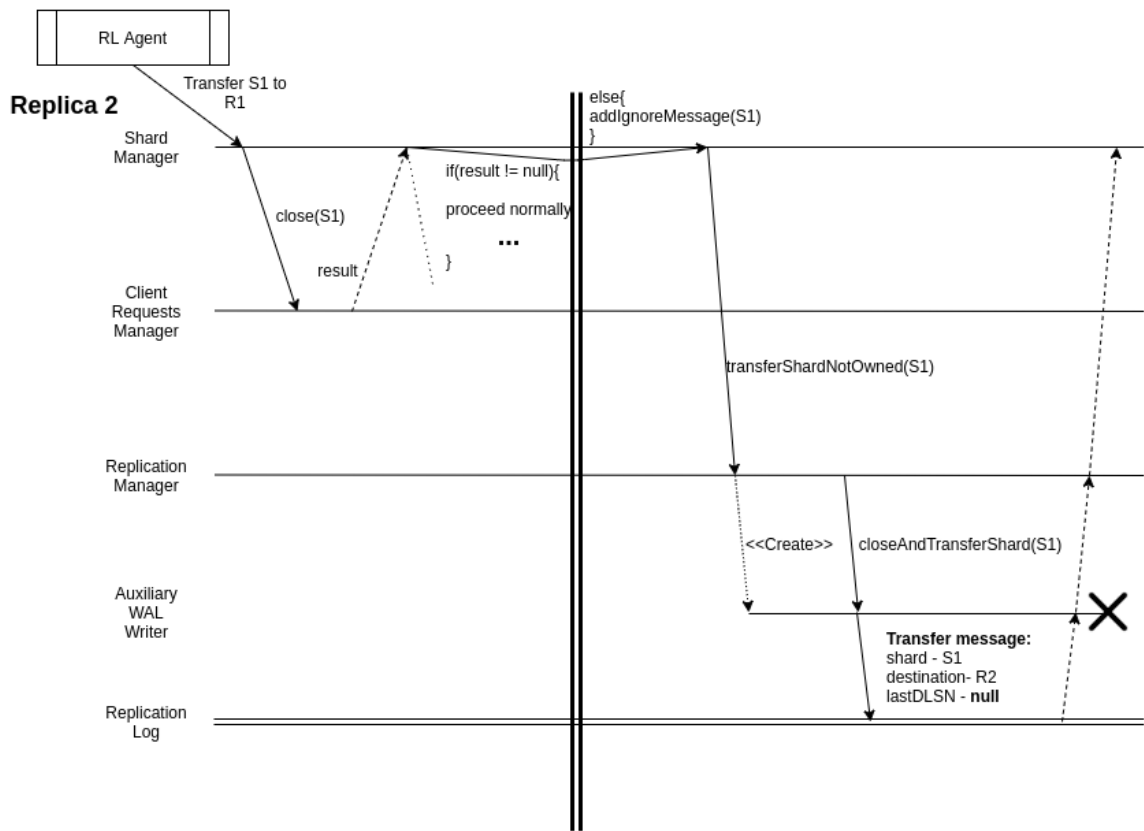 RL Agent
Transfer S1 to
R1
Replica 2
else{
addIgnoreMessage(S1)
}
Shard
Manager
if(result != null){
proceed normally
...
}
close(S1)
result
Client
Requests
Manager
transferShardNotOwned(S1)
Replication
Manager
<<Create>>
closeAndTransferShard(S1)
Auxiliary
WAL
Writer
Transfer message:
shard - S1
destination- R2
lastDLSN - null
Replication
Log